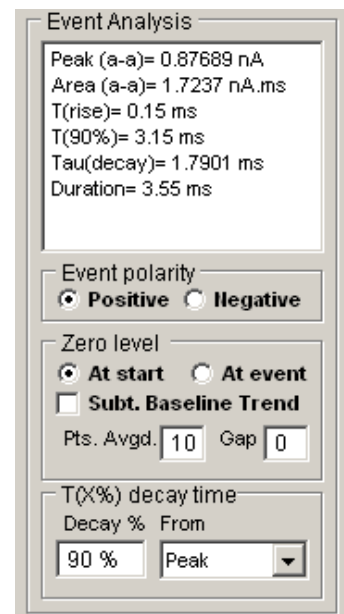 Event Analysis
Peak (a-a)= 0.87689 nA
Area (a-a)= 1.7237 nA.ms
T(rise)= 0.15 ms
T(90%)= 3.15 ms
Tau(decay)= 1.7901 ms
Duration= 3.55 ms
Event polarity
Positive Negative
Zero level
At start At event
Subt. Baseline Trend
Pts. Avgd. 10 Gap 0
T(X%) decay time
Decay % From
90 % Peak